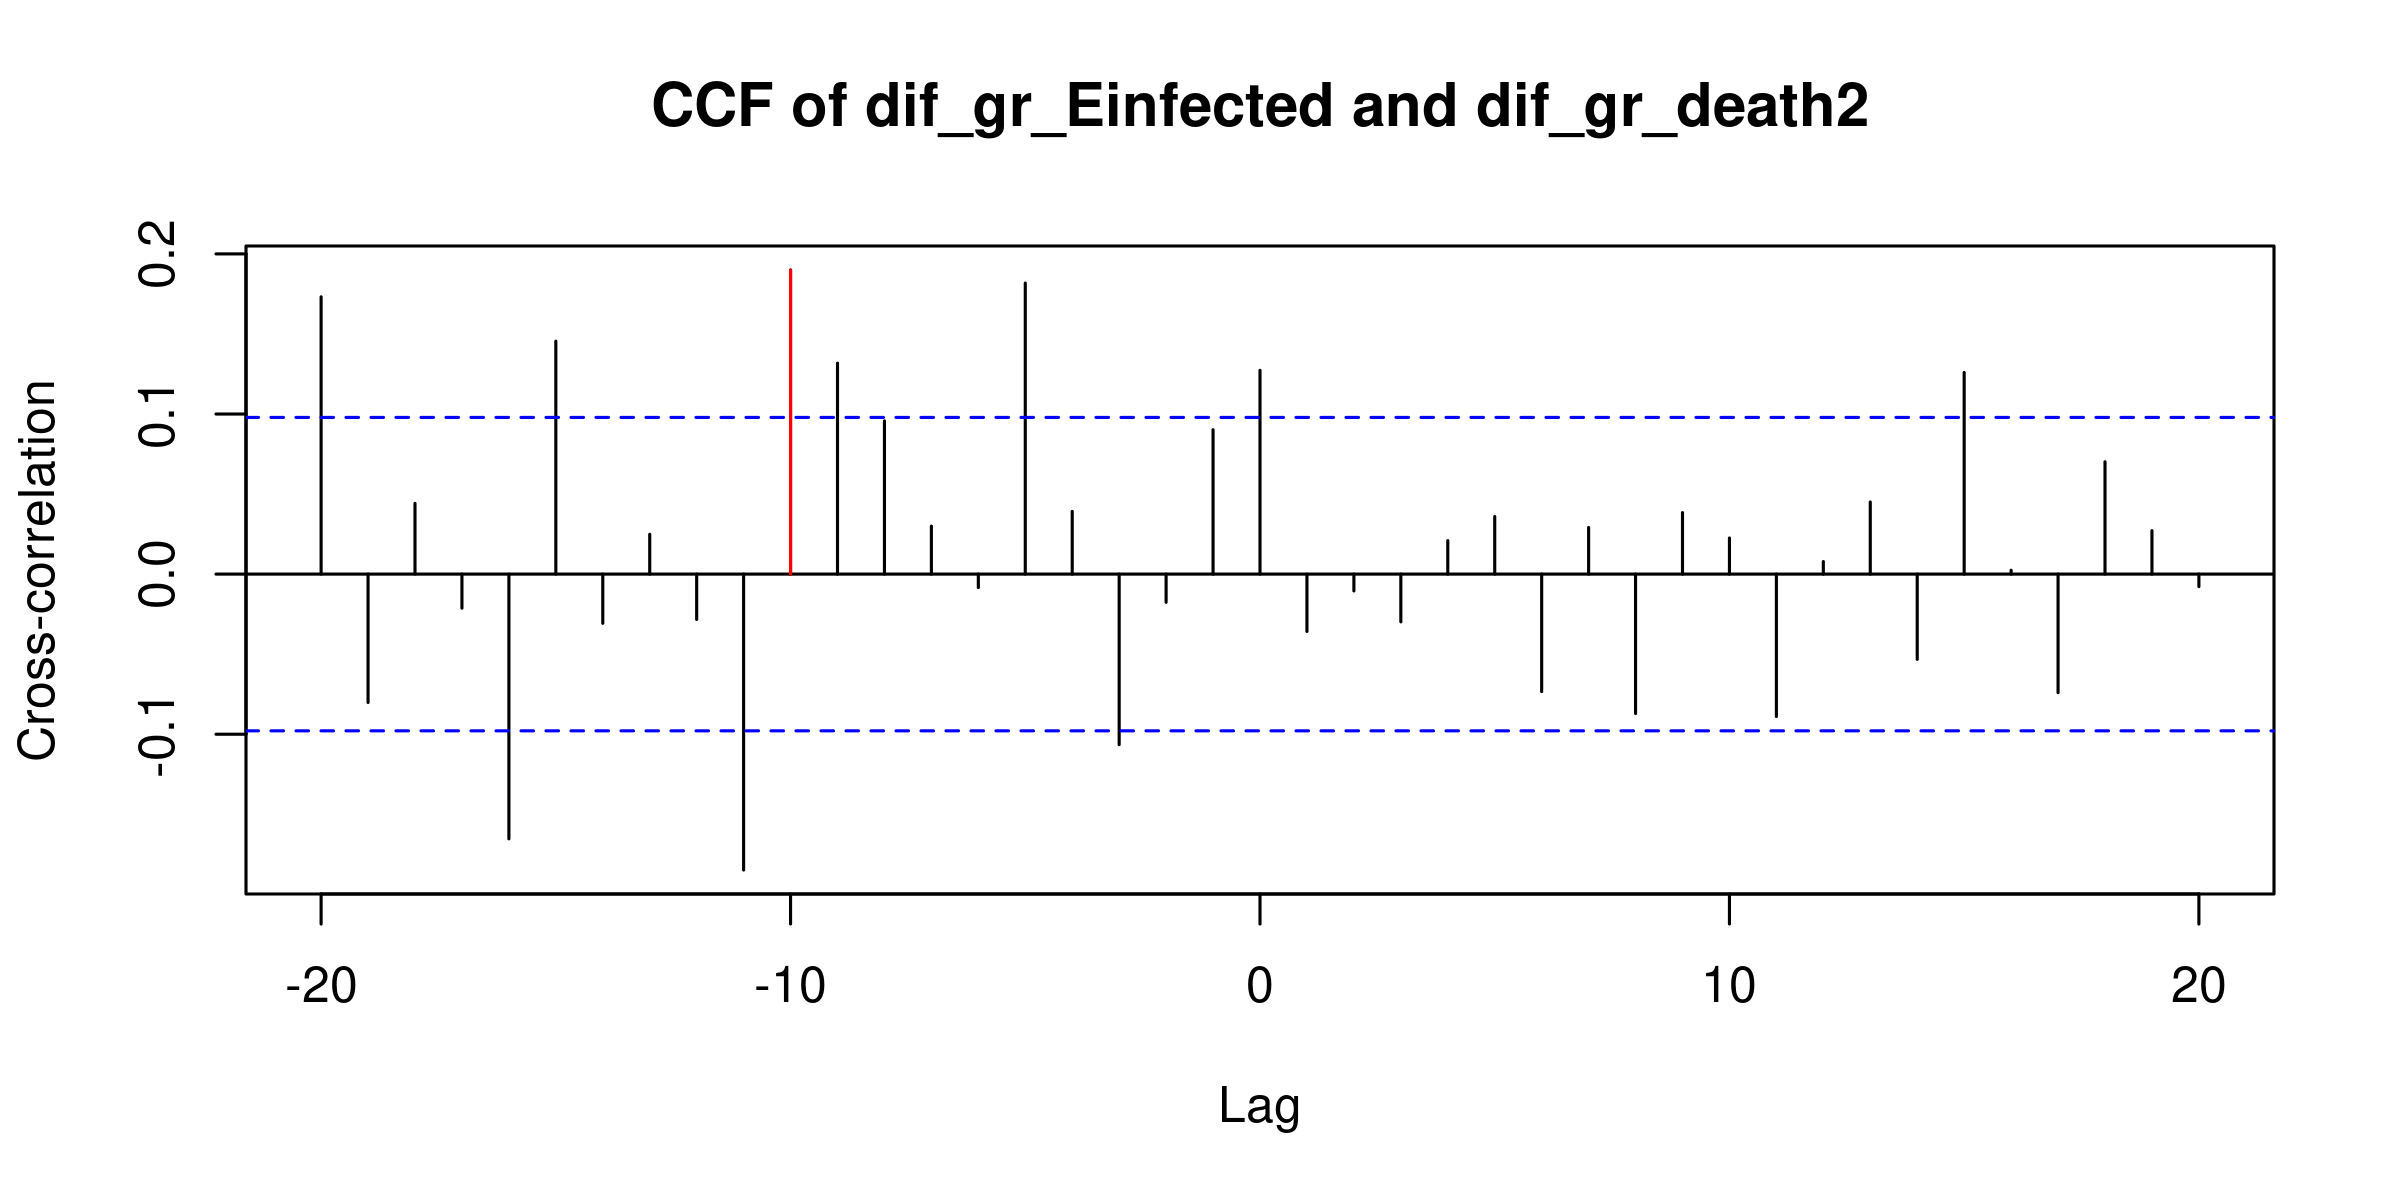 CCF of dif_gr_Einfected and dif_gr_death2
Cross-correlation
0.2
0.1
0.0
-0.1
-20 -10 0 10 20
Lag